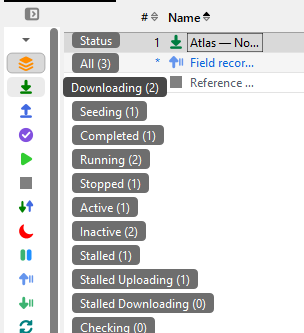 # Name
Status
1 Atlas — No...
All (3)
* Field recor...
Downloading (2)
Reference ...
Seeding (1)
Completed (1)
Running (2)
Stopped (1)
Active (1)
Inactive (2)
Stalled (1)
Stalled Uploading (1)
Stalled Downloading (0)
Checking (0)